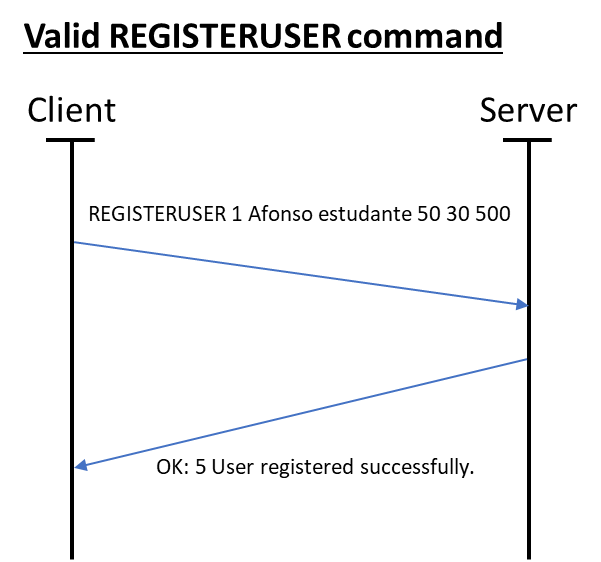 Valid REGISTERUSER command
Client
Server
REGISTERUSER 1 Afonso estudante 50 30 500
OK: 5 User registered successfully.